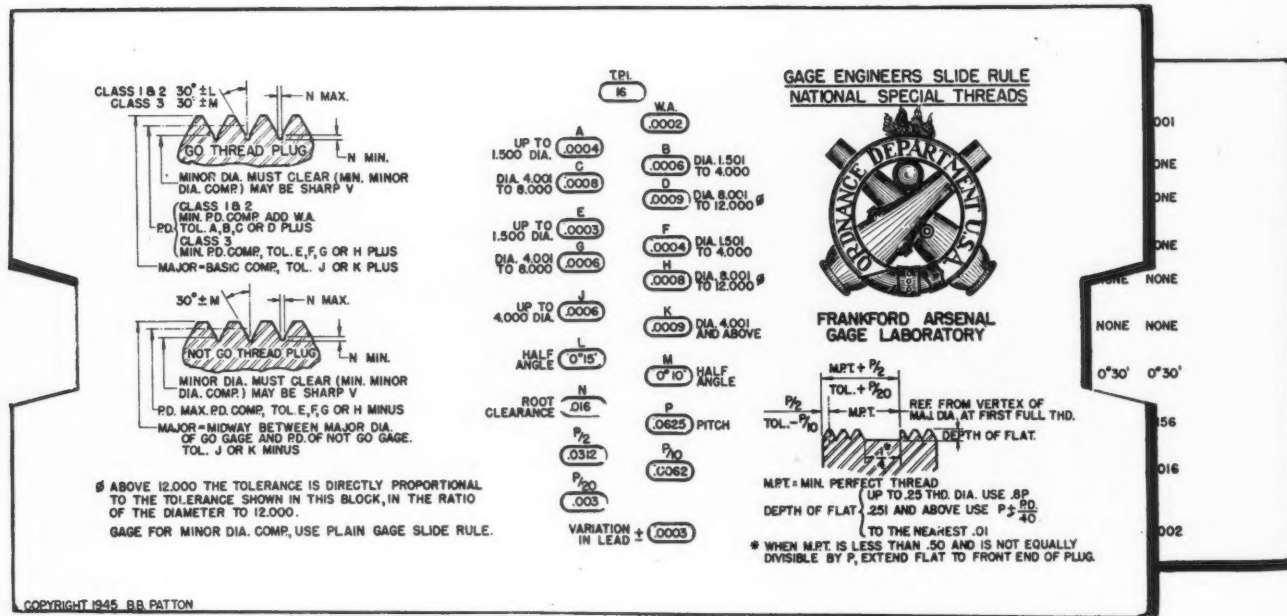 CLASS 1 & 2 30° ± L
CLASS 3 30° ± M
N MAX.
GO THREAD PLUG
N MIN.
MINOR DIA. MUST CLEAR (MIN. MINOR
DIA. COMP.) MAY BE SHARP V
CLASS 1 & 2
MIN. P.D. COMP. ADD W.A.
P.D. TOL. A, B, C OR D PLUS
CLASS 3
MIN. P.D. COMP., TOL. E, F, G OR H PLUS
MAJOR=BASIC COMP., TOL. J OR K PLUS
30° ± M
N MAX.
NOT GO THREAD PLUG
N MIN.
MINOR DIA. MUST CLEAR (MIN. MINOR
DIA. COMP.) MAY BE SHARP V
P.D. MAX. P.D. COMP., TOL. E, F, G OR H MINUS
MAJOR=MIDWAY BETWEEN MAJOR DIA.
OF GO GAGE AND P.D. OF NOT GO GAGE.
TOL. J OR K MINUS
ø ABOVE 12.000 THE TOLERANCE IS DIRECTLY PROPORTIONAL
TO THE TOLERANCE SHOWN IN THIS BLOCK, IN THE RATIO
OF THE DIAMETER TO 12.000.
GAGE FOR MINOR DIA. COMP., USE PLAIN GAGE SLIDE RULE.
COPYRIGHT 1945 B.B. PATTON
T.P.I.
16
W.A.
.0002
A
UP TO
1.500 DIA. .0004
B
.0006 DIA. 1.501
TO 4.000
C
DIA. 4.001
TO 8.000 .0008
D
.0009 DIA. 8.001
TO 12.000 ø
E
UP TO
1.500 DIA. .0003
F
.0004 DIA. 1.501
TO 4.000
G
DIA. 4.001
TO 8.000 .0006
H
.0008 DIA. 8.001
TO 12.000 ø
J
UP TO
4.000 DIA. .0006
K
.0009 DIA. 4.001
AND ABOVE
L
HALF
ANGLE 0°15'
M
0°10' HALF
ANGLE
N
ROOT
CLEARANCE .016
P
.0625 PITCH
P/2
.0312
P/10
.0062
P/20
.003
VARIATION
IN LEAD ± .0003
GAGE ENGINEERS SLIDE RULE
NATIONAL SPECIAL THREADS
ORDNANCE DEPARTMENT U.S.A.
FRANKFORD ARSENAL
GAGE LABORATORY
M.P.T. + P/2
TOL. + P/20
P/2
TOL. - P/10
M.P.T.
REF. FROM VERTEX OF
MAJ. DIA. AT FIRST FULL THD.
DEPTH OF FLAT.
M.P.T. = MIN. PERFECT THREAD
UP TO .25 THD. DIA. USE .8P
DEPTH OF FLAT .251 AND ABOVE USE P ± P.D./40
TO THE NEAREST .01
* WHEN M.P.T. IS LESS THAN .50 AND IS NOT EQUALLY
DIVISIBLE BY P, EXTEND FLAT TO FRONT END OF PLUG.
NONE
NONE NONE
0°30' 0°30'